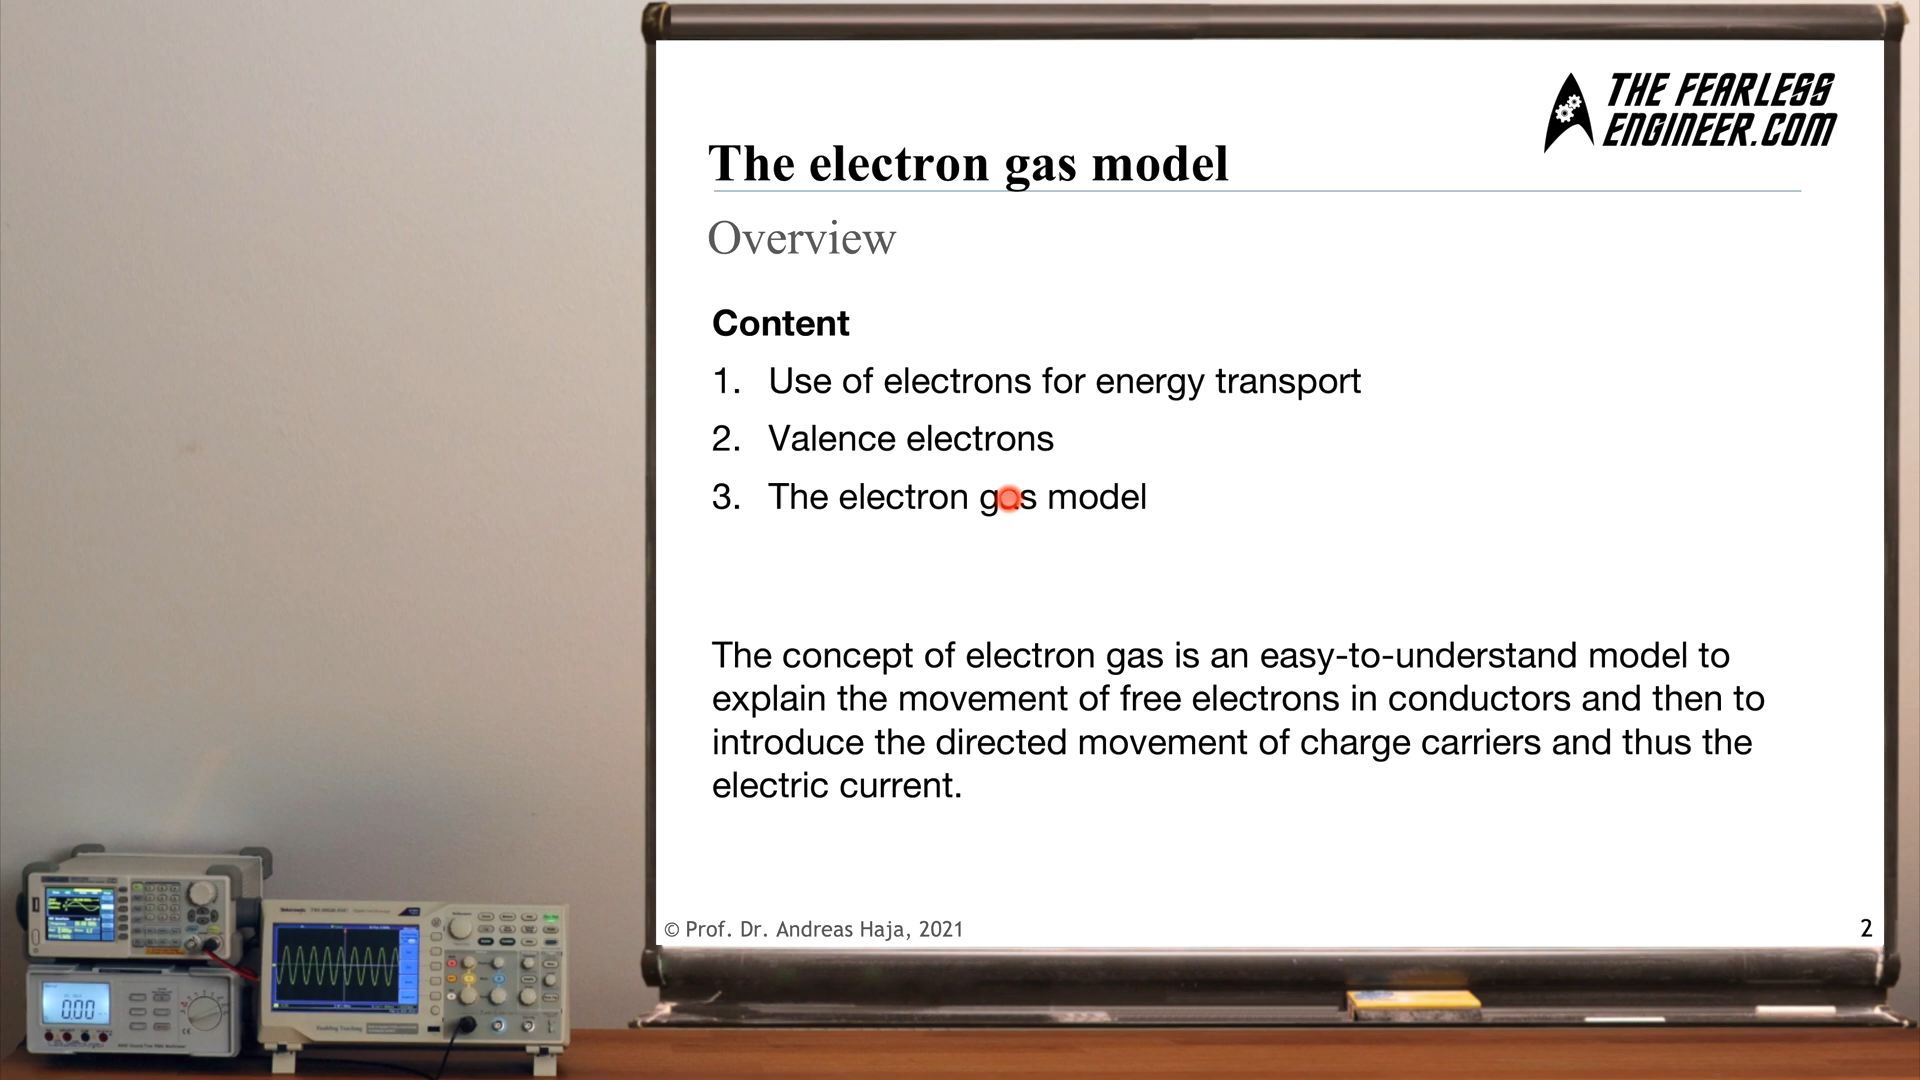 THE FEARLESS
ENGINEER.COM
The electron gas model
Overview
Content
1. Use of electrons for energy transport
2. Valence electrons
3. The electron gas model
The concept of electron gas is an easy-to-understand model to
explain the movement of free electrons in conductors and then to
introduce the directed movement of charge carriers and thus the
electric current.
© Prof. Dr. Andreas Haja, 2021
2
Tektronix
0.00